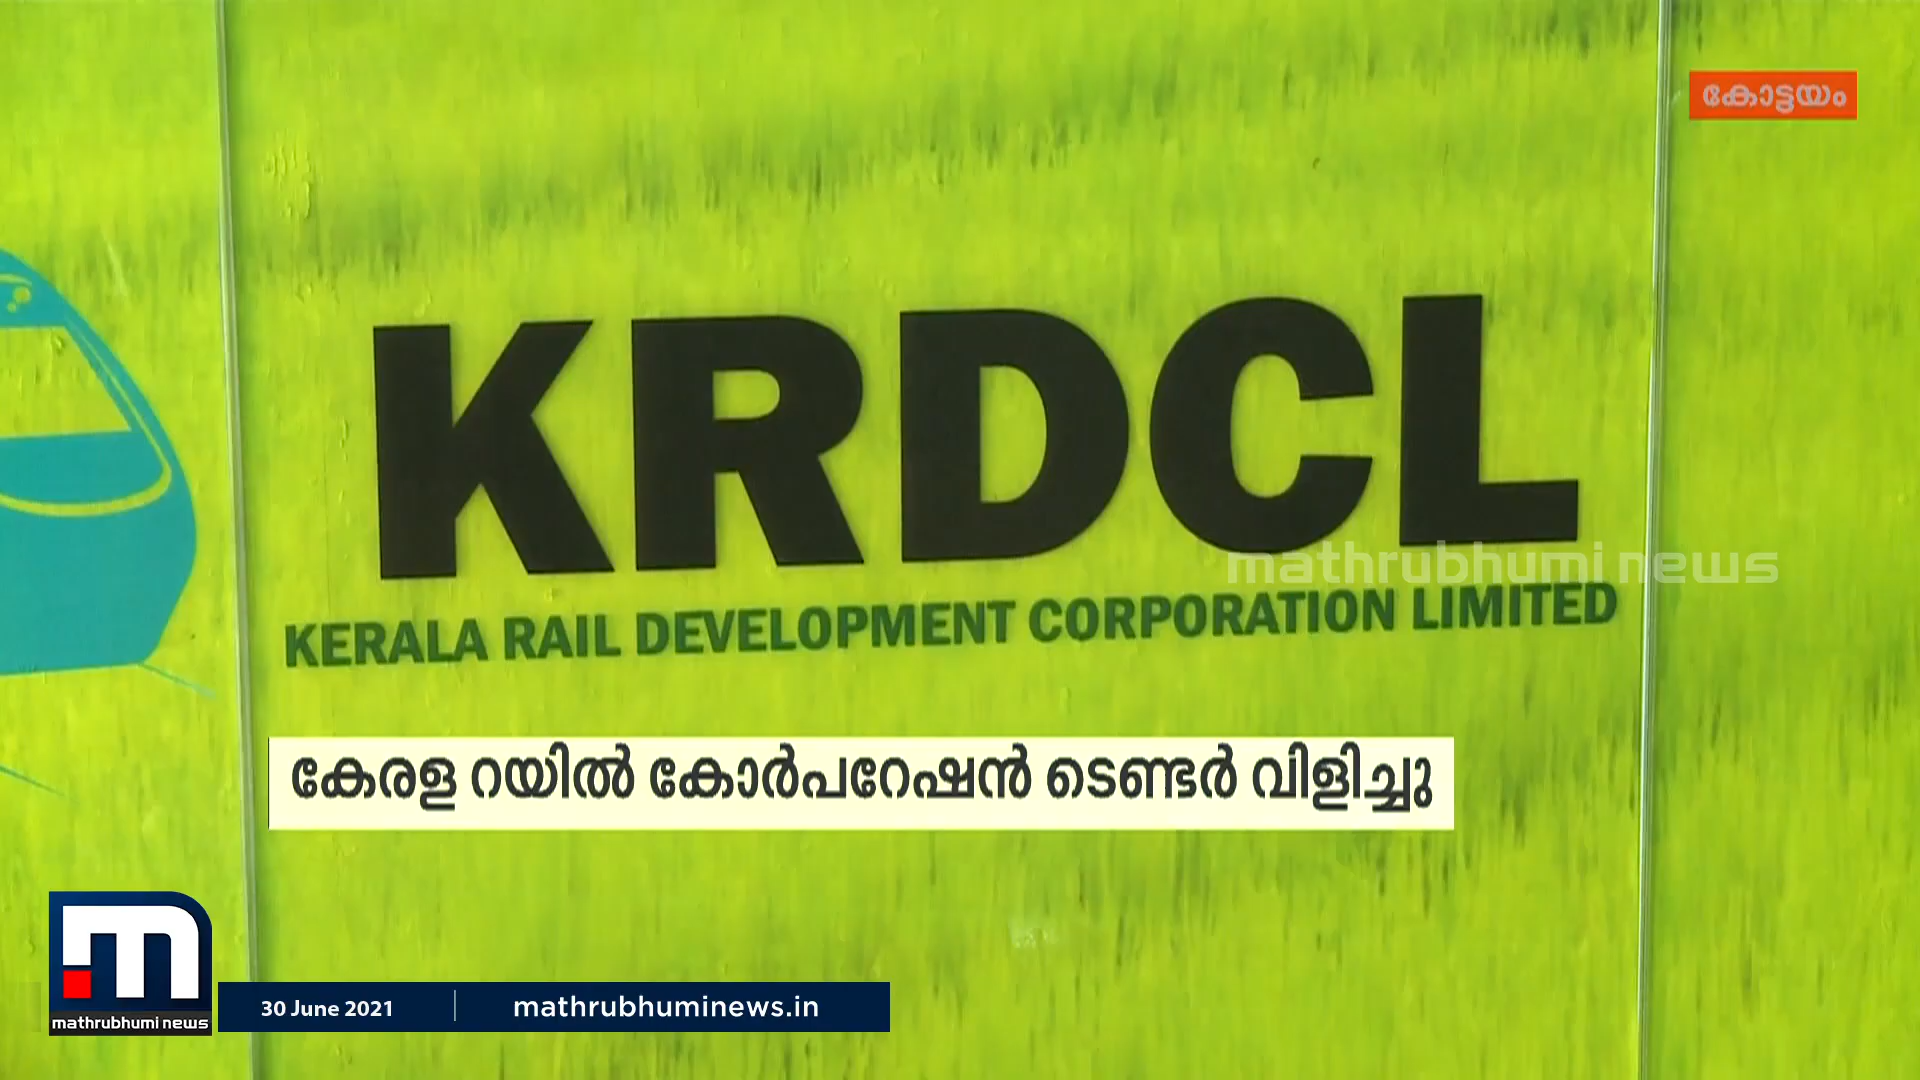 കോട്ടയം
KRDCL
mathrubhumi news
KERALA RAIL DEVELOPMENT CORPORATION LIMITED
കേരള റയിൽ കോർപറേഷൻ ടെണ്ടർ വിളിച്ചു
mathrubhumi news
30 June 2021
mathrubhuminews.in